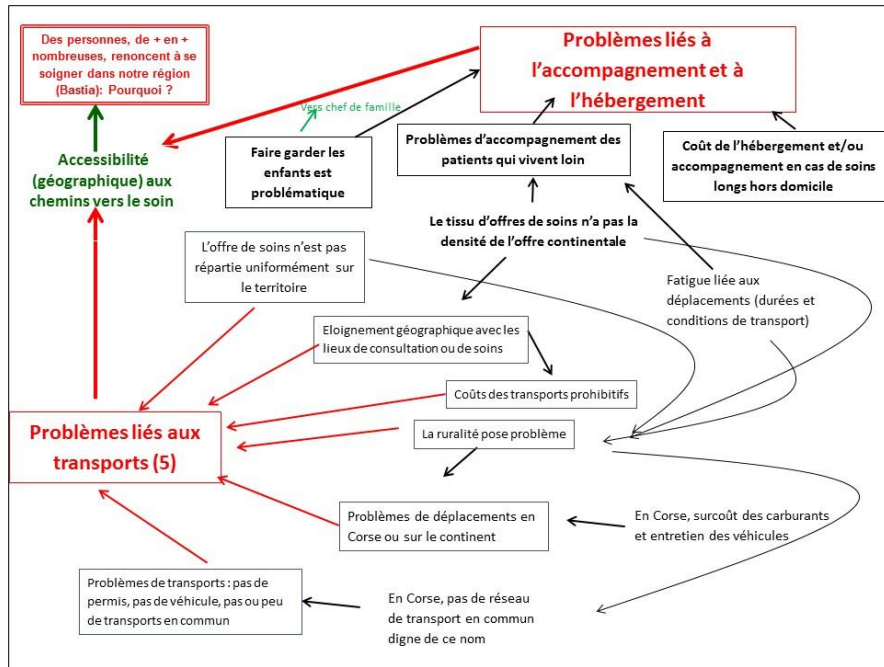 Des personnes, de + en +
nombreuses, renoncent à se
soigner dans notre région
(Bastia): Pourquoi ?
Problèmes liés à
l’accompagnement et à
l’hébergement
Vers chef de famille
Accessibilité
(géographique) aux
chemins vers le soin
Faire garder les
enfants est
problématique
Problèmes d’accompagnement des
patients qui vivent loin
Coût de l’hébergement et/ou
accompagnement en cas de soins
longs hors domicile
Le tissu d’offres de soins n’a pas la
densité de l’offre continentale
L’offre de soins n’est pas
répartie uniformément sur
le territoire
Fatigue liée aux
déplacements (durées et
conditions de transport)
Eloignement géographique avec les
lieux de consultation ou de soins
Coûts des transports prohibitifs
Problèmes liés aux
transports (5)
La ruralité pose problème
Problèmes de déplacements en
Corse ou sur le continent
En Corse, surcoût des carburants
et entretien des véhicules
Problèmes de transports : pas de
permis, pas de véhicule, pas ou peu
de transports en commun
En Corse, pas de réseau
de transport en commun
digne de ce nom